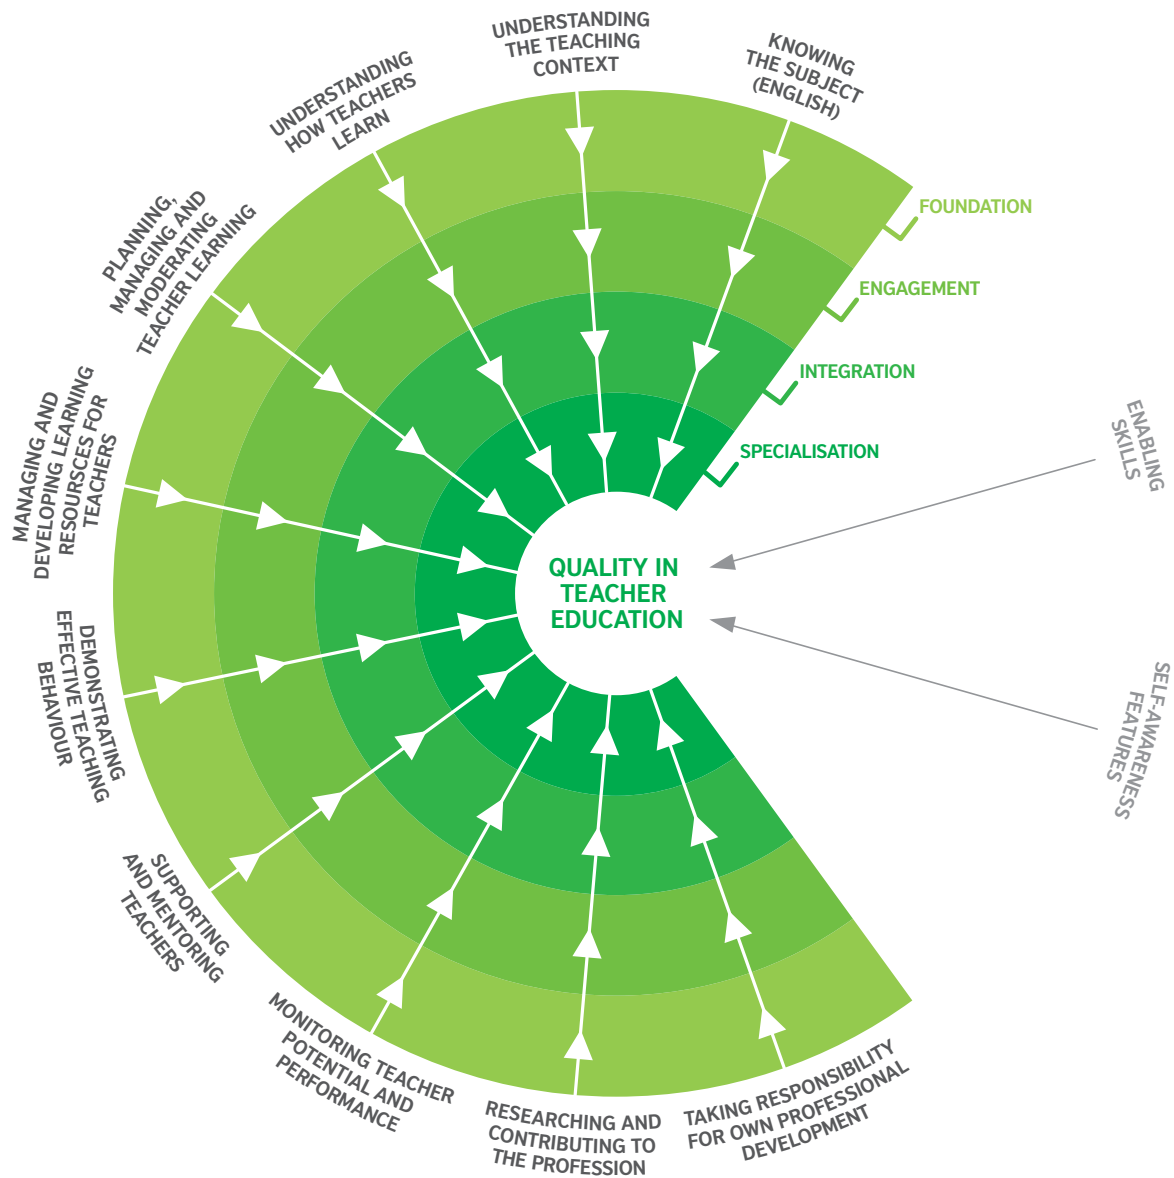 UNDERSTANDING
THE TEACHING
CONTEXT
KNOWING
THE SUBJECT
(ENGLISH)
UNDERSTANDING
HOW TEACHERS
LEARN
PLANNING,
MANAGING AND
MODERATING
TEACHER LEARNING
MANAGING AND
DEVELOPING LEARNING
RESOURSCES FOR
TEACHERS
DEMONSTRATING
EFFECTIVE TEACHING
BEHAVIOUR
SUPPORTING
AND MENTORING
TEACHERS
MONITORING TEACHER
POTENTIAL AND
PERFORMANCE
RESEARCHING AND
CONTRIBUTING TO
THE PROFESSION
TAKING RESPONSIBILITY
FOR OWN PROFESSIONAL
DEVELOPMENT
FOUNDATION
ENGAGEMENT
INTEGRATION
SPECIALISATION
QUALITY IN
TEACHER
EDUCATION
ENABLING
SKILLS
SELF-AWARENESS
FEATURES